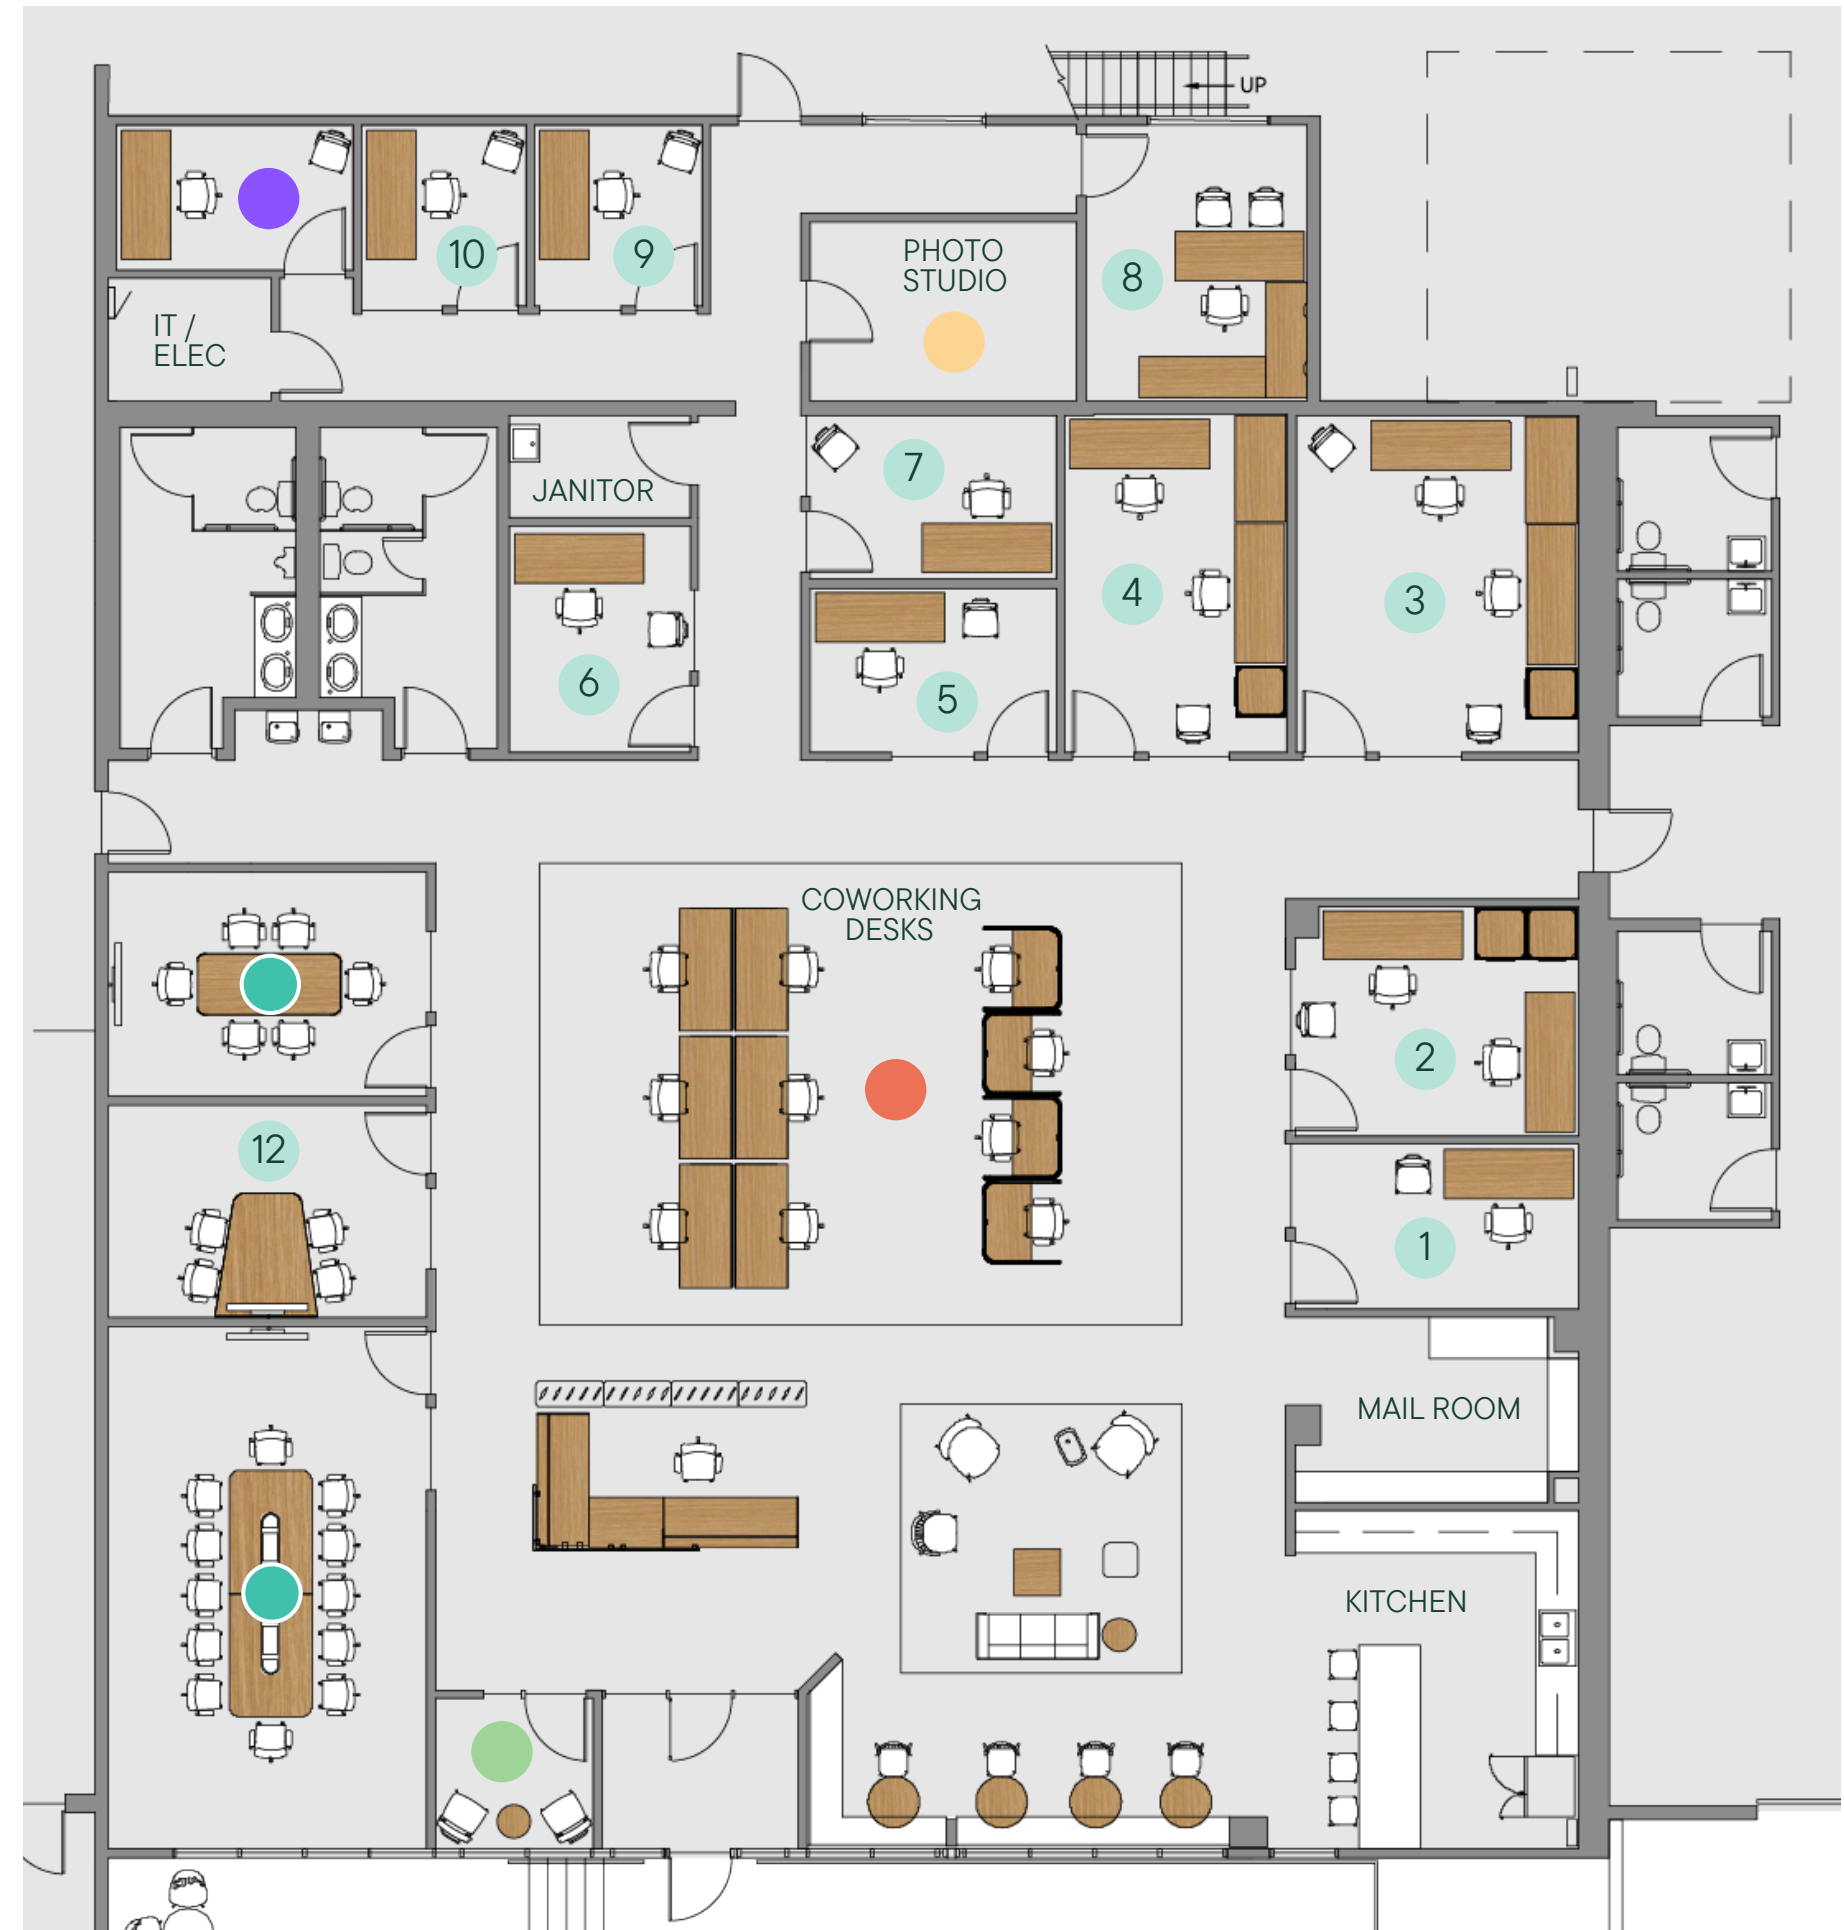 UP
10
9
PHOTO
STUDIO
8
IT /
ELEC
7
JANITOR
4
3
6
5
COWORKING
DESKS
2
12
1
MAIL ROOM
KITCHEN